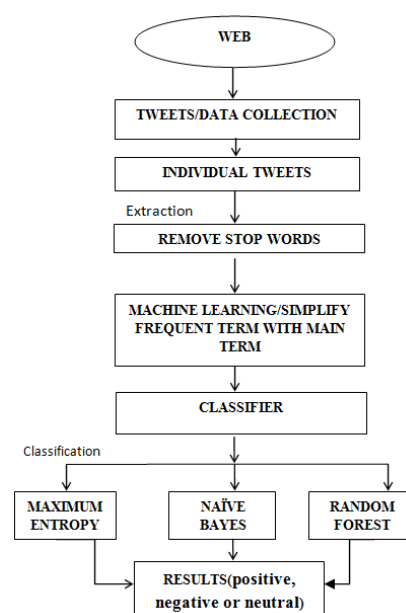 WEB
TWEETS/DATA COLLECTION
INDIVIDUAL TWEETS
Extraction
REMOVE STOP WORDS
MACHINE LEARNING/SIMPLIFY
FREQUENT TERM WITH MAIN
TERM
CLASSIFIER
Classification
MAXIMUM
ENTROPY
NAÏVE
BAYES
RANDOM
FOREST
RESULTS(positive,
negative or neutral)